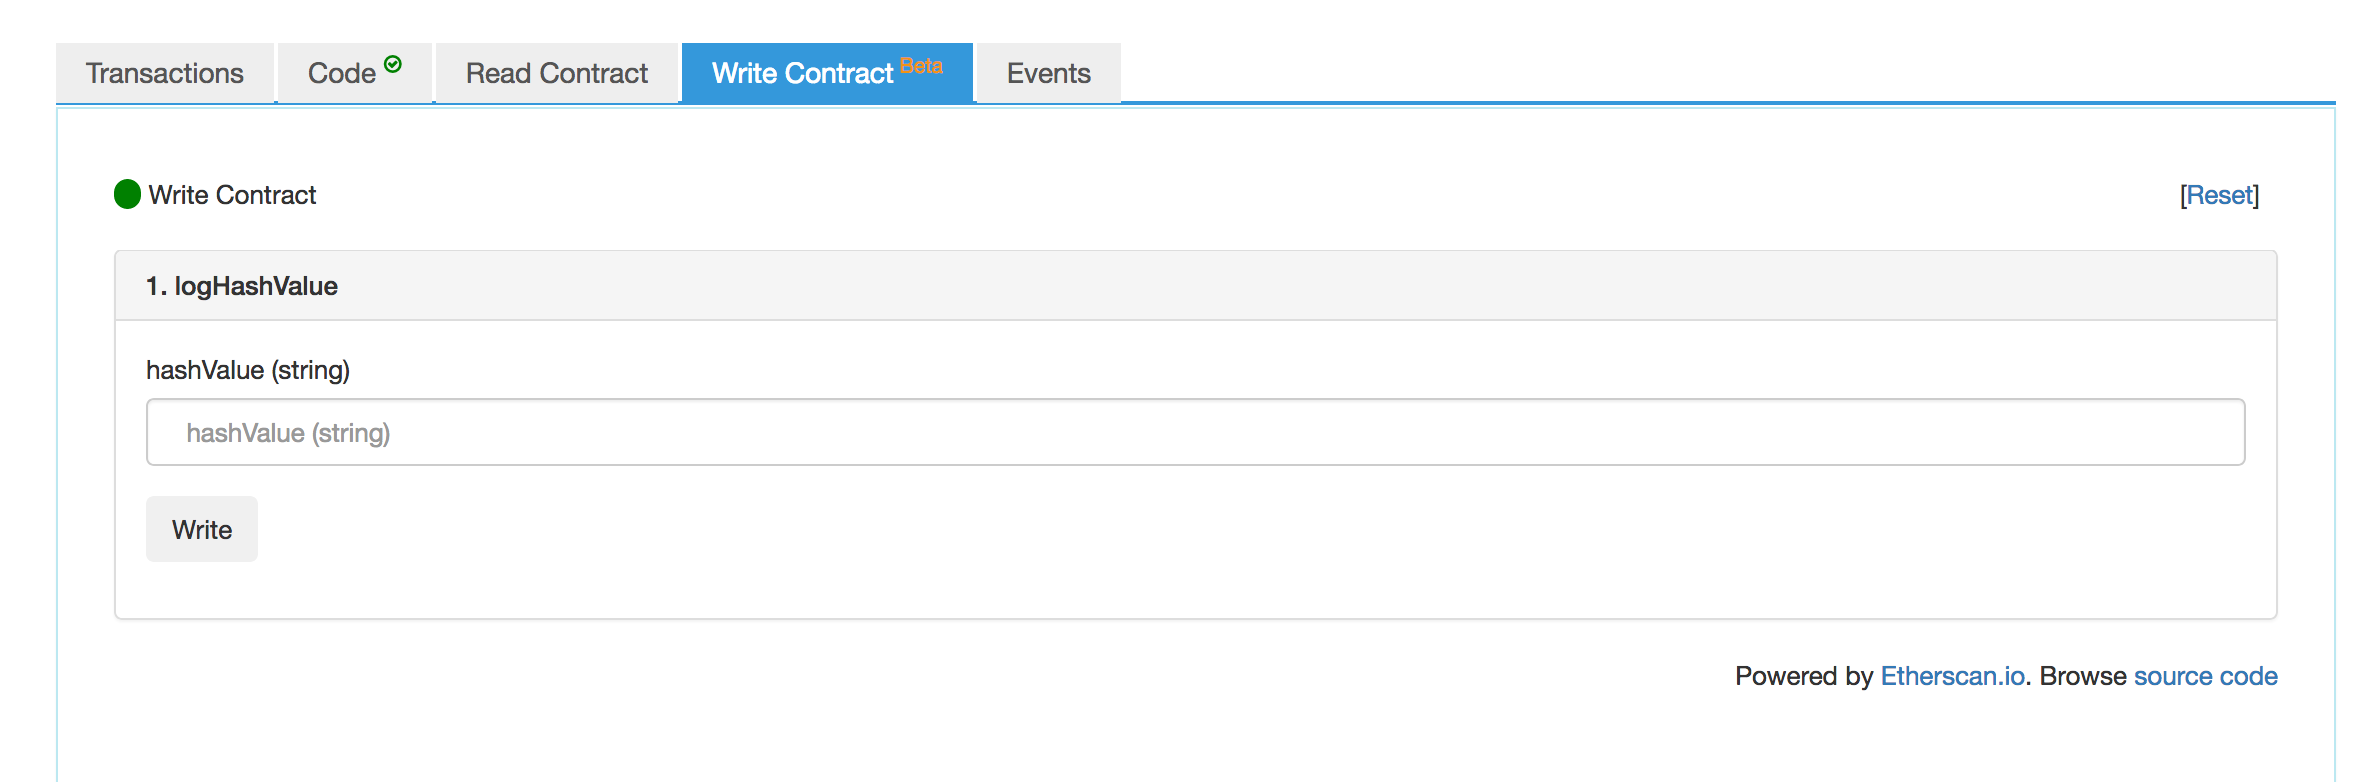 Transactions Code Read Contract Write Contract Beta Events
Write Contract [Reset]
1. logHashValue
hashValue (string)
hashValue (string)
Write
Powered by Etherscan.io. Browse source code